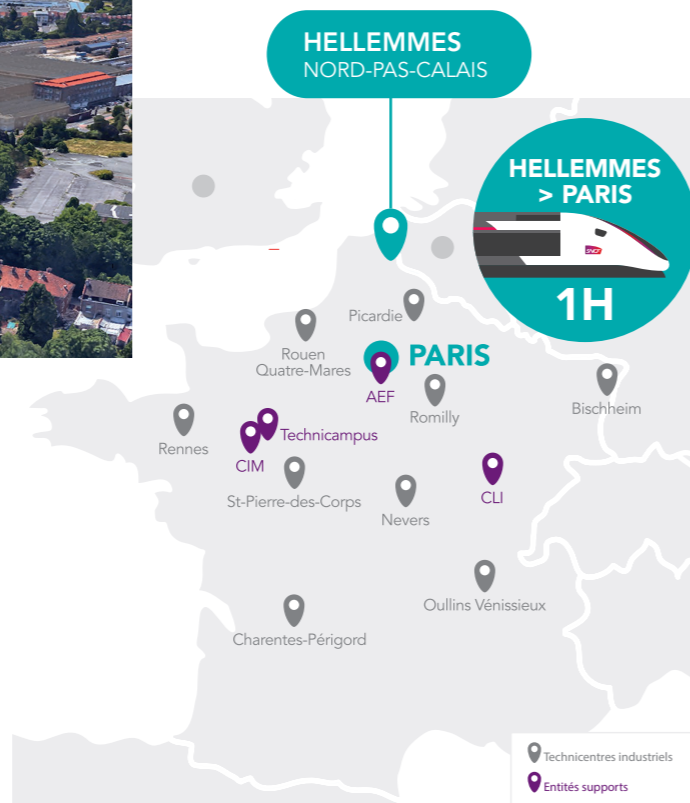 HELLEMMES
NORD-PAS-CALAIS
HELLEMMES
> PARIS
SNCF
1H
Picardie
Rouen
Quatre-Mares
PARIS
AEF
Romilly
Bischheim
Rennes
Technicampus
CIM
St-Pierre-des-Corps
CLI
Nevers
Oullins Vénissieux
Charentes-Périgord
Technicentres industriels
Entités supports